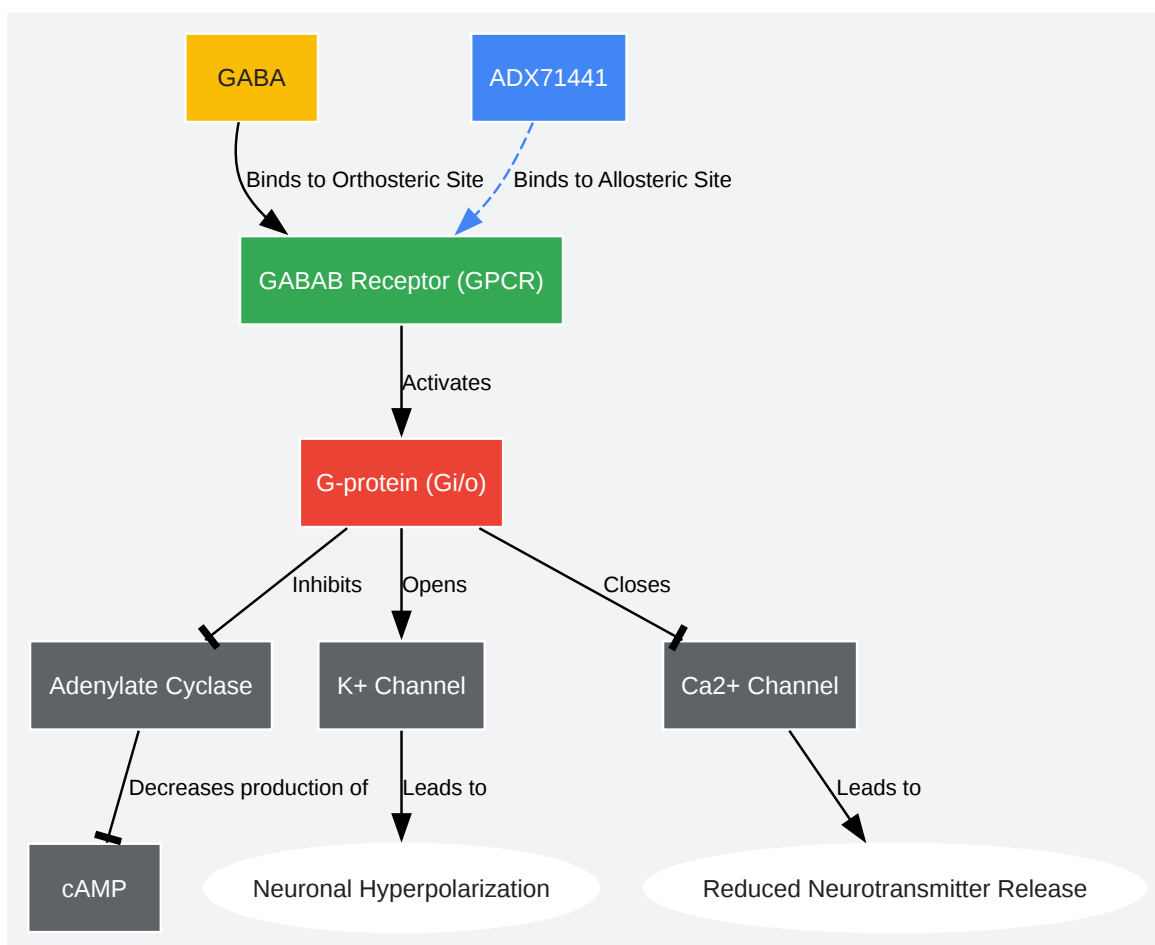 GABA
ADX71441
Binds to Orthosteric Site
Binds to Allosteric Site
GABAB Receptor (GPCR)
Activates
G-protein (Gi/o)
Inhibits
Opens
Closes
Adenylate Cyclase
K+ Channel
Ca2+ Channel
Decreases production of
Leads to
Leads to
cAMP
Neuronal Hyperpolarization
Reduced Neurotransmitter Release